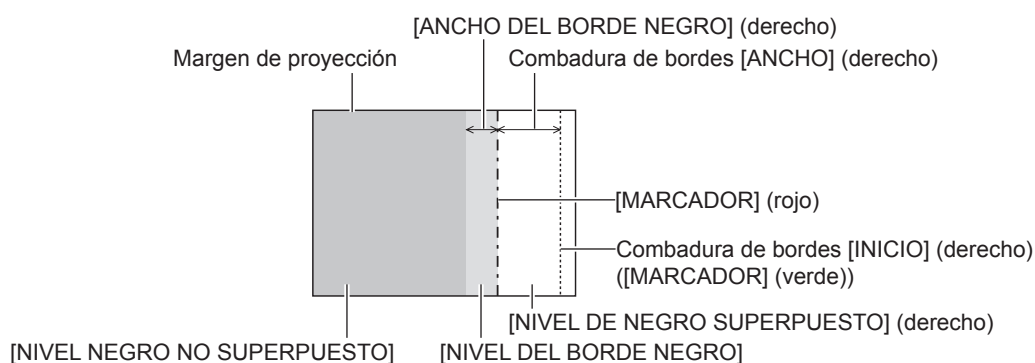 [ANCHO DEL BORDE NEGRO] (derecho)
Margen de proyección
Combadura de bordes [ANCHO] (derecho)
[MARCADOR] (rojo)
Combadura de bordes [INICIO] (derecho)
([MARCADOR] (verde))
[NIVEL DE NEGRO SUPERPUESTO] (derecho)
[NIVEL NEGRO NO SUPERPUESTO]
[NIVEL DEL BORDE NEGRO]